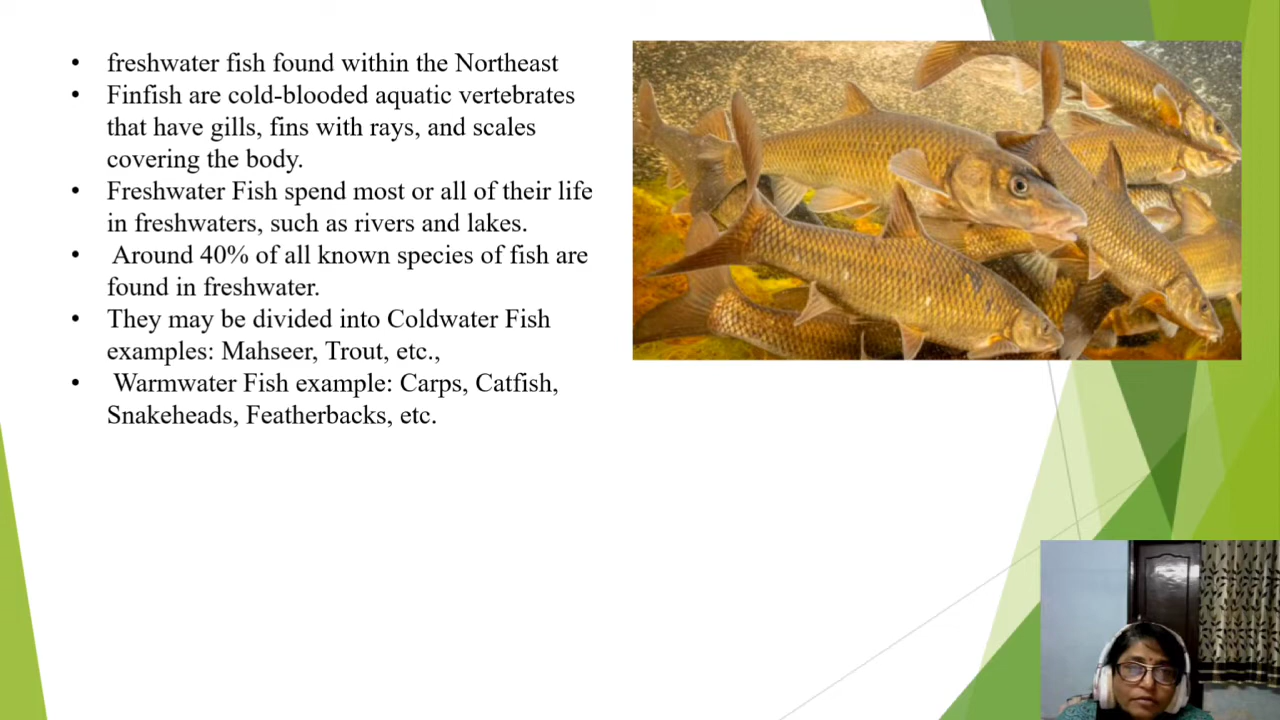 • freshwater fish found within the Northeast
• Finfish are cold-blooded aquatic vertebrates
that have gills, fins with rays, and scales
covering the body.
• Freshwater Fish spend most or all of their life
in freshwaters, such as rivers and lakes.
• Around 40% of all known species of fish are
found in freshwater.
• They may be divided into Coldwater Fish
examples: Mahseer, Trout, etc.,
• Warmwater Fish example: Carps, Catfish,
Snakeheads, Featherbacks, etc.